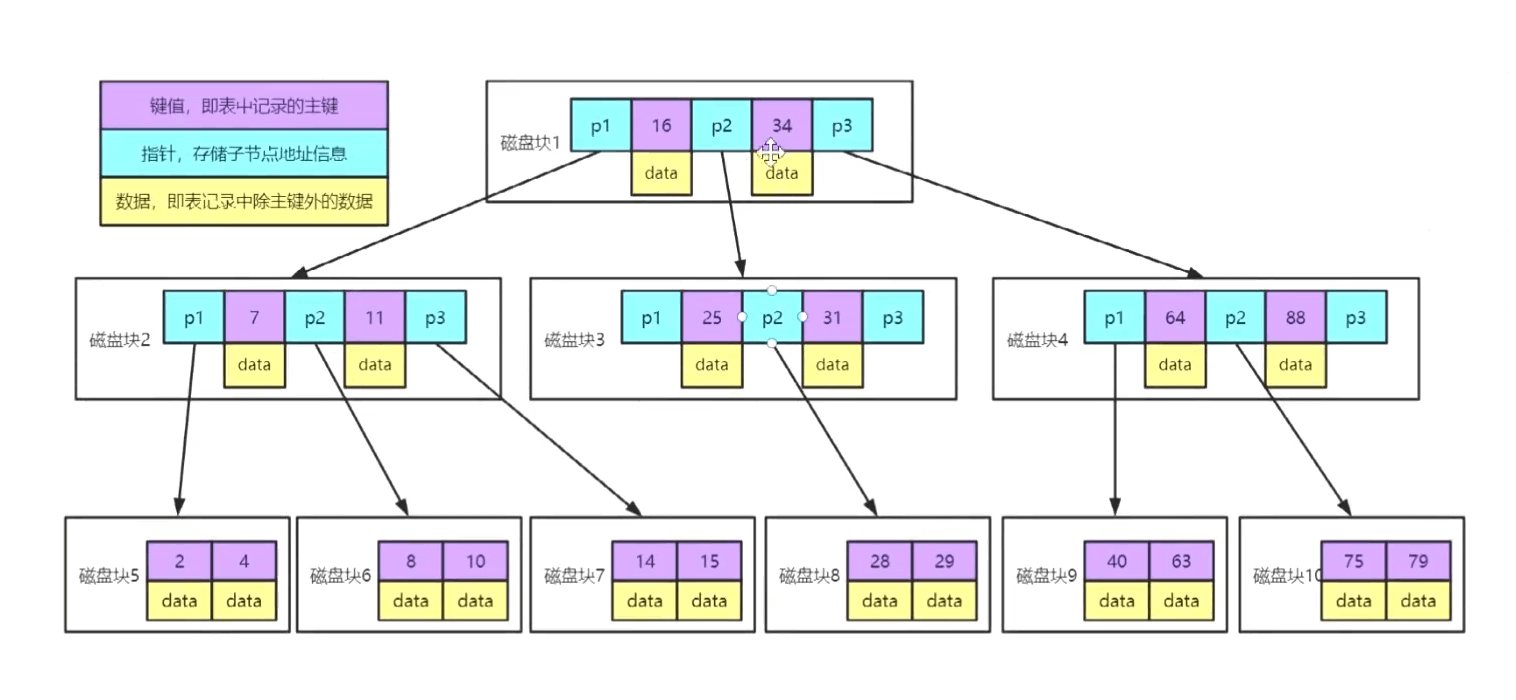 键值，即表中记录的主键
指针，存储子节点地址信息
数据，即表记录中除主键外的数据
磁盘块1
p1 16 p2 34 p3
data data
磁盘块2
p1 7 p2 11 p3
data data
磁盘块3
p1 25 p2 31 p3
data data
磁盘块4
p1 64 p2 88 p3
data data
磁盘块5
2 4
data data
磁盘块6
8 10
data data
磁盘块7
14 15
data data
磁盘块8
28 29
data data
磁盘块9
40 63
data data
磁盘块10
75 79
data data